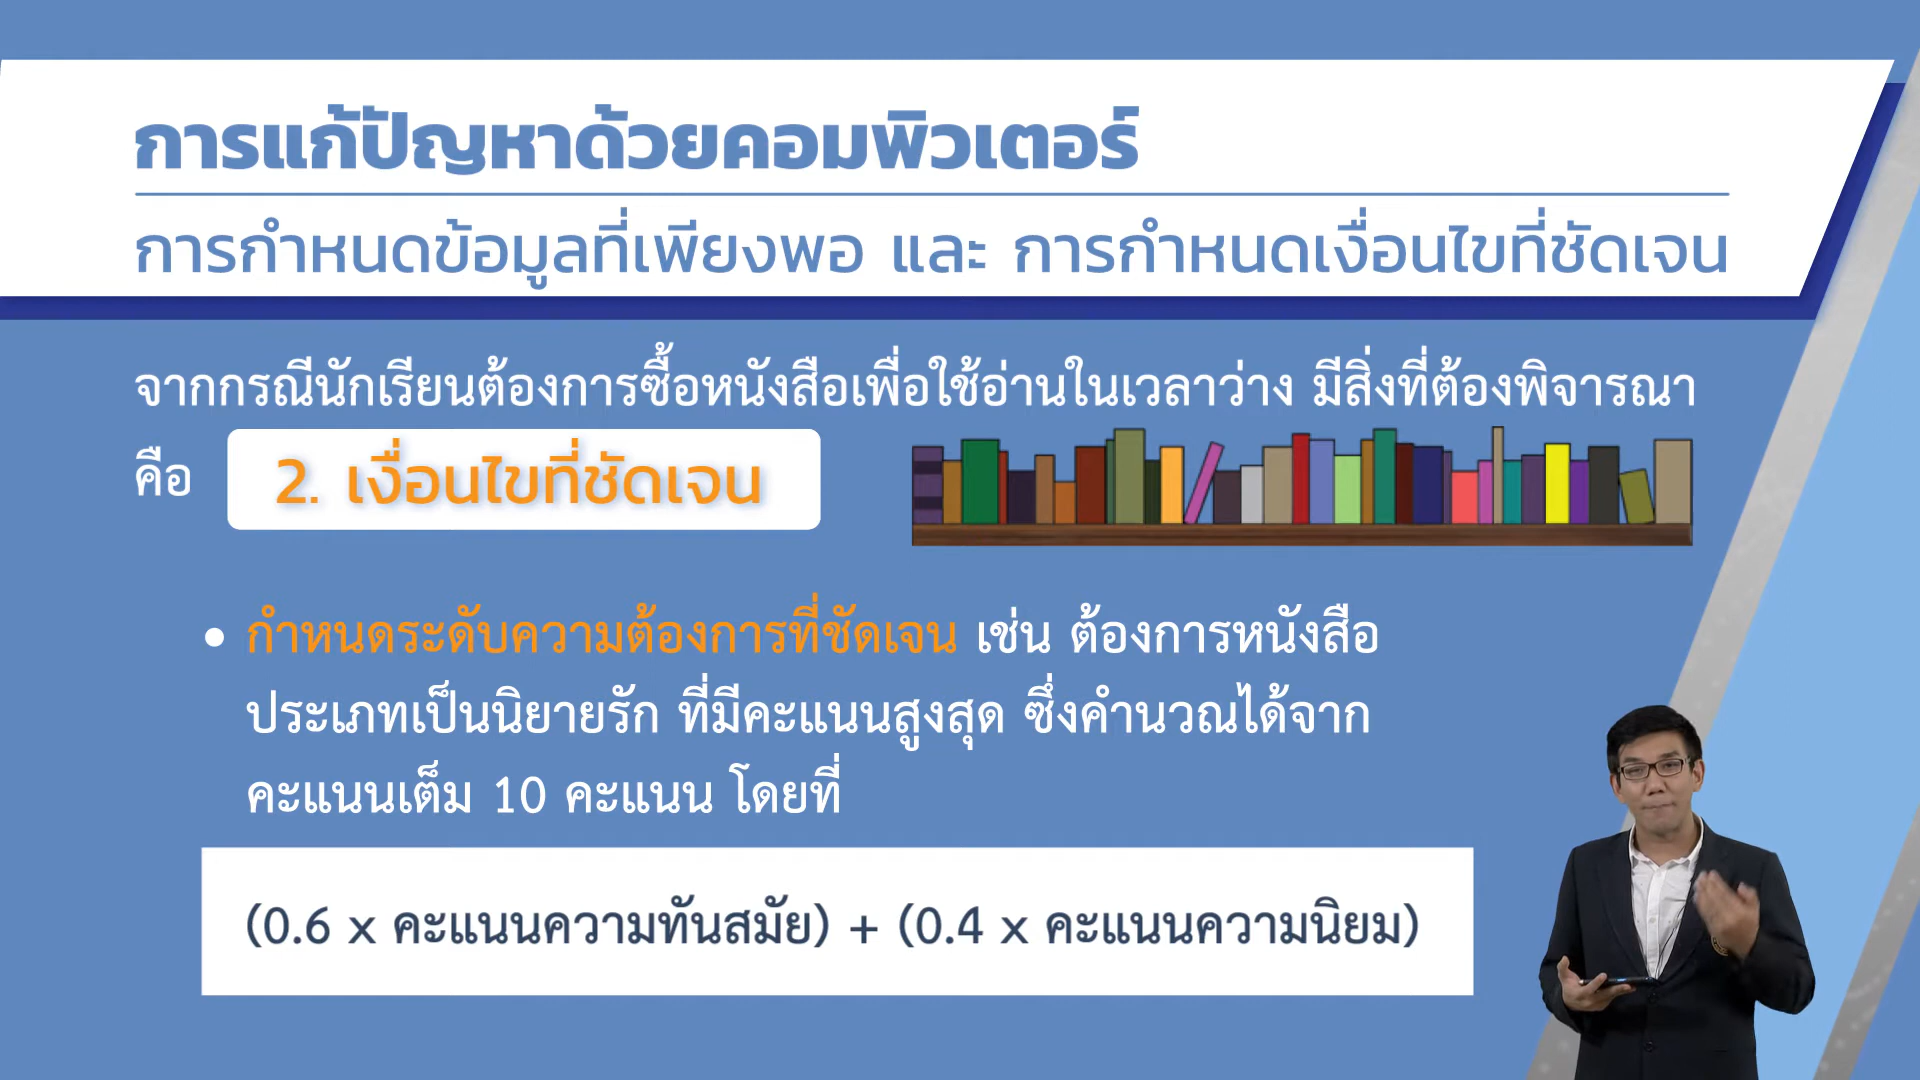 การแก้ปัญหาด้วยคอมพิวเตอร์
การกำหนดข้อมูลที่เพียงพอ และ การกำหนดเงื่อนไขที่ชัดเจน
จากกรณีนักเรียนต้องการซื้อหนังสือเพื่อใช้อ่านในเวลาว่าง มีสิ่งที่ต้องพิจารณา
คือ 2. เงื่อนไขที่ชัดเจน
• กำหนดระดับความต้องการที่ชัดเจน เช่น ต้องการหนังสือ
ประเภทเป็นนิยายรัก ที่มีคะแนนสูงสุด ซึ่งคำนวณได้จาก
คะแนนเต็ม 10 คะแนน โดยที่
(0.6 x คะแนนความทันสมัย) + (0.4 x คะแนนความนิยม)